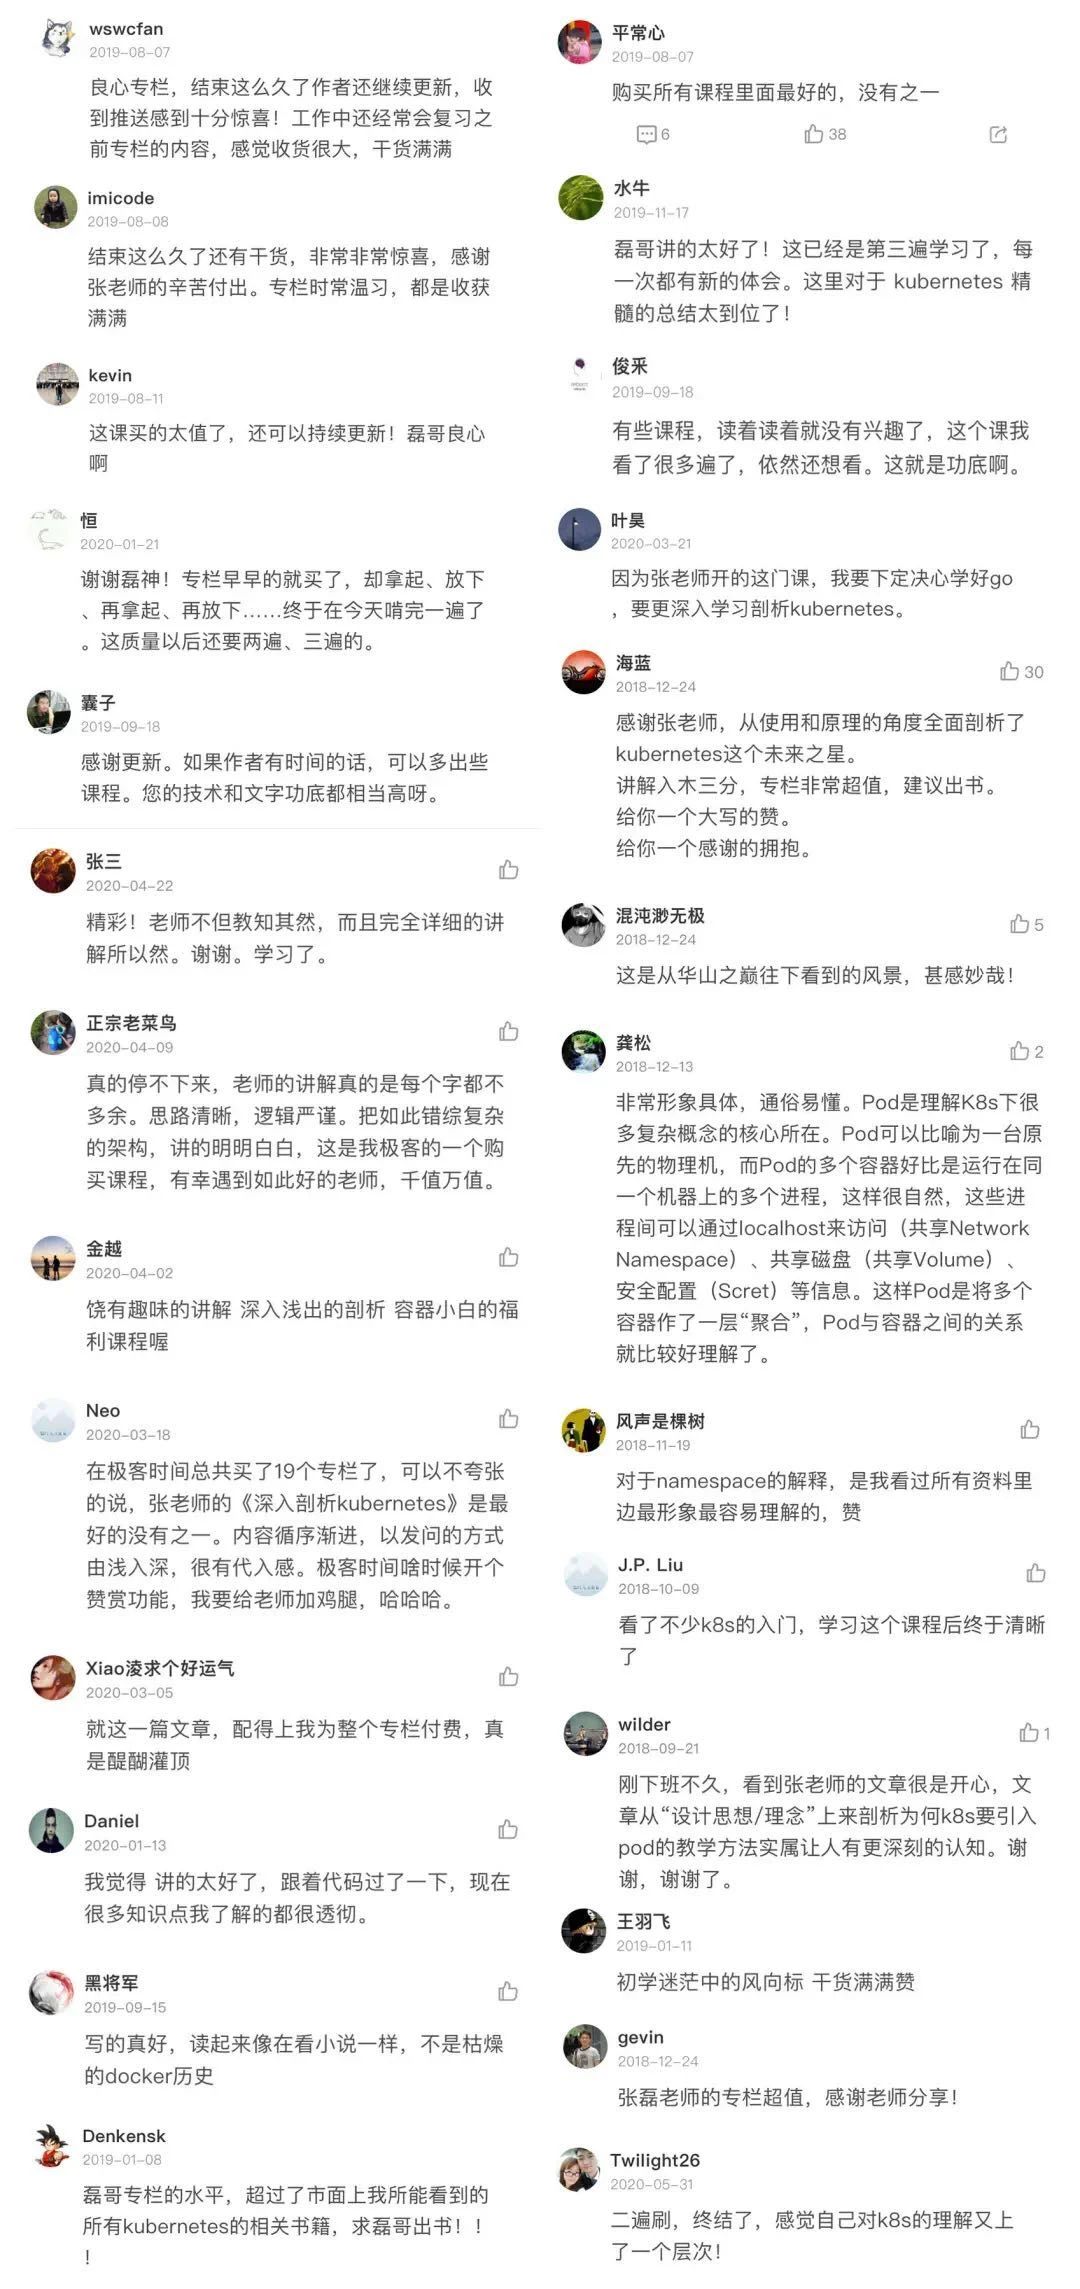 wswcfan
2019-08-07
良心专栏，结束这么久了作者还继续更新，收
到推送感到十分惊喜！工作中还经常会复习之
前专栏的内容，感觉收货很大，干货满满
imicode
2019-08-08
结束这么久了还有干货，非常非常惊喜，感谢
张老师的辛苦付出。专栏时常温习，都是收获
满满
kevin
2019-08-11
这课买的太值了，还可以持续更新！磊哥良心
啊
恒
2020-01-21
谢谢磊神！专栏早早的就买了，却拿起、放下
、再拿起、再放下……终于在今天啃完一遍了
。这质量以后还要两遍、三遍的。
囊子
2019-09-18
感谢更新。如果作者有时间的话，可以多出些
课程。您的技术和文字功底都相当高呀。
张三
2020-04-22
精彩！老师不但教知其然，而且完全详细的讲
解所以然。谢谢。学习了。
正宗老菜鸟
2020-04-09
真的停不下来，老师的讲解真的是每个字都不
多余。思路清晰，逻辑严谨。把如此错综复杂
的架构，讲的明明白白，这是我极客的一个购
买课程，有幸遇到如此好的老师，千值万值。
金越
2020-04-02
饶有趣味的讲解 深入浅出的剖析 容器小白的福
利课程喔
Neo
2020-03-18
在极客时间总共买了19个专栏了，可以不夸张
的说，张老师的《深入剖析kubernetes》是最
好的没有之一。内容循序渐进，以发问的方式
由浅入深，很有代入感。极客时间啥时候开个
赞赏功能，我要给老师加鸡腿，哈哈哈。
Xiao淩求个好运气
2020-03-05
就这一篇文章，配得上我为整个专栏付费，真
是醍醐灌顶
Daniel
2020-01-13
我觉得 讲的太好了，跟着代码过了一下，现在
很多知识点我了解的都很透彻。
黑将军
2019-09-15
写的真好，读起来像在看小说一样，不是枯燥
的docker历史
Denkensk
2019-01-08
磊哥专栏的水平，超过了市面上我所能看到的
所有kubernetes的相关书籍，求磊哥出书！！
！
平常心
2019-08-07
购买所有课程里面最好的，没有之一
6 38
水牛
2019-11-17
磊哥讲的太好了！这已经是第三遍学习了，每
一次都有新的体会。这里对于 kubernetes 精
髓的总结太到位了！
俊釆
2019-09-18
有些课程，读着读着就没有兴趣了，这个课我
看了很多遍了，依然还想看。这就是功底啊。
叶昊
2020-03-21
因为张老师开的这门课，我要下定决心学好go
，要更深入学习剖析kubernetes。
海蓝
30
2018-12-24
感谢张老师，从使用和原理的角度全面剖析了
kubernetes这个未来之星。
讲解入木三分，专栏非常超值，建议出书。
给你一个大写的赞。
给你一个感谢的拥抱。
混沌渺无极
5
2018-12-24
这是从华山之巅往下看到的风景，甚感妙哉！
龚松
2
2018-12-13
非常形象具体，通俗易懂。Pod是理解K8s下很
多复杂概念的核心所在。Pod可以比喻为一台原
先的物理机，而Pod的多个容器好比是运行在同
一个机器上的多个进程，这样很自然，这些进
程间可以通过localhost来访问（共享Network
Namespace）、共享磁盘（共享Volume）、
安全配置（Scret）等信息。这样Pod是将多个
容器作了一层“聚合”，Pod与容器之间的关系
就比较好理解了。
风声是棵树
2018-11-19
对于namespace的解释，是我看过所有资料里
边最形象最容易理解的，赞
J.P. Liu
2018-10-09
看了不少k8s的入门，学习这个课程后终于清晰
了
wilder
1
2018-09-21
刚下班不久，看到张老师的文章很是开心，文
章从“设计思想/理念”上来剖析为何k8s要引入
pod的教学方法实属让人有更深刻的认知。谢
谢，谢谢了。
王羽飞
2019-01-11
初学迷茫中的风向标 干货满满赞
gevin
2018-12-24
张磊老师的专栏超值，感谢老师分享！
Twilight26
2020-05-31
二遍刷，终结了，感觉自己对k8s的理解又上
了一个层次！